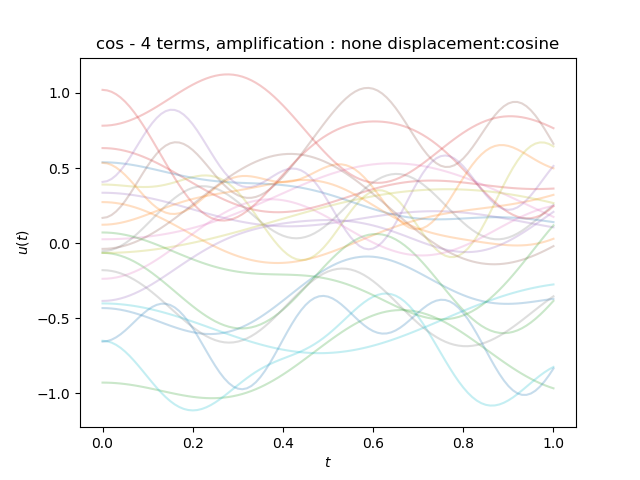 cos - 4 terms, amplification : none displacement:cosine
1.0
0.5
0.0
−0.5
−1.0
u(t)
0.0 0.2 0.4 0.6 0.8 1.0
t